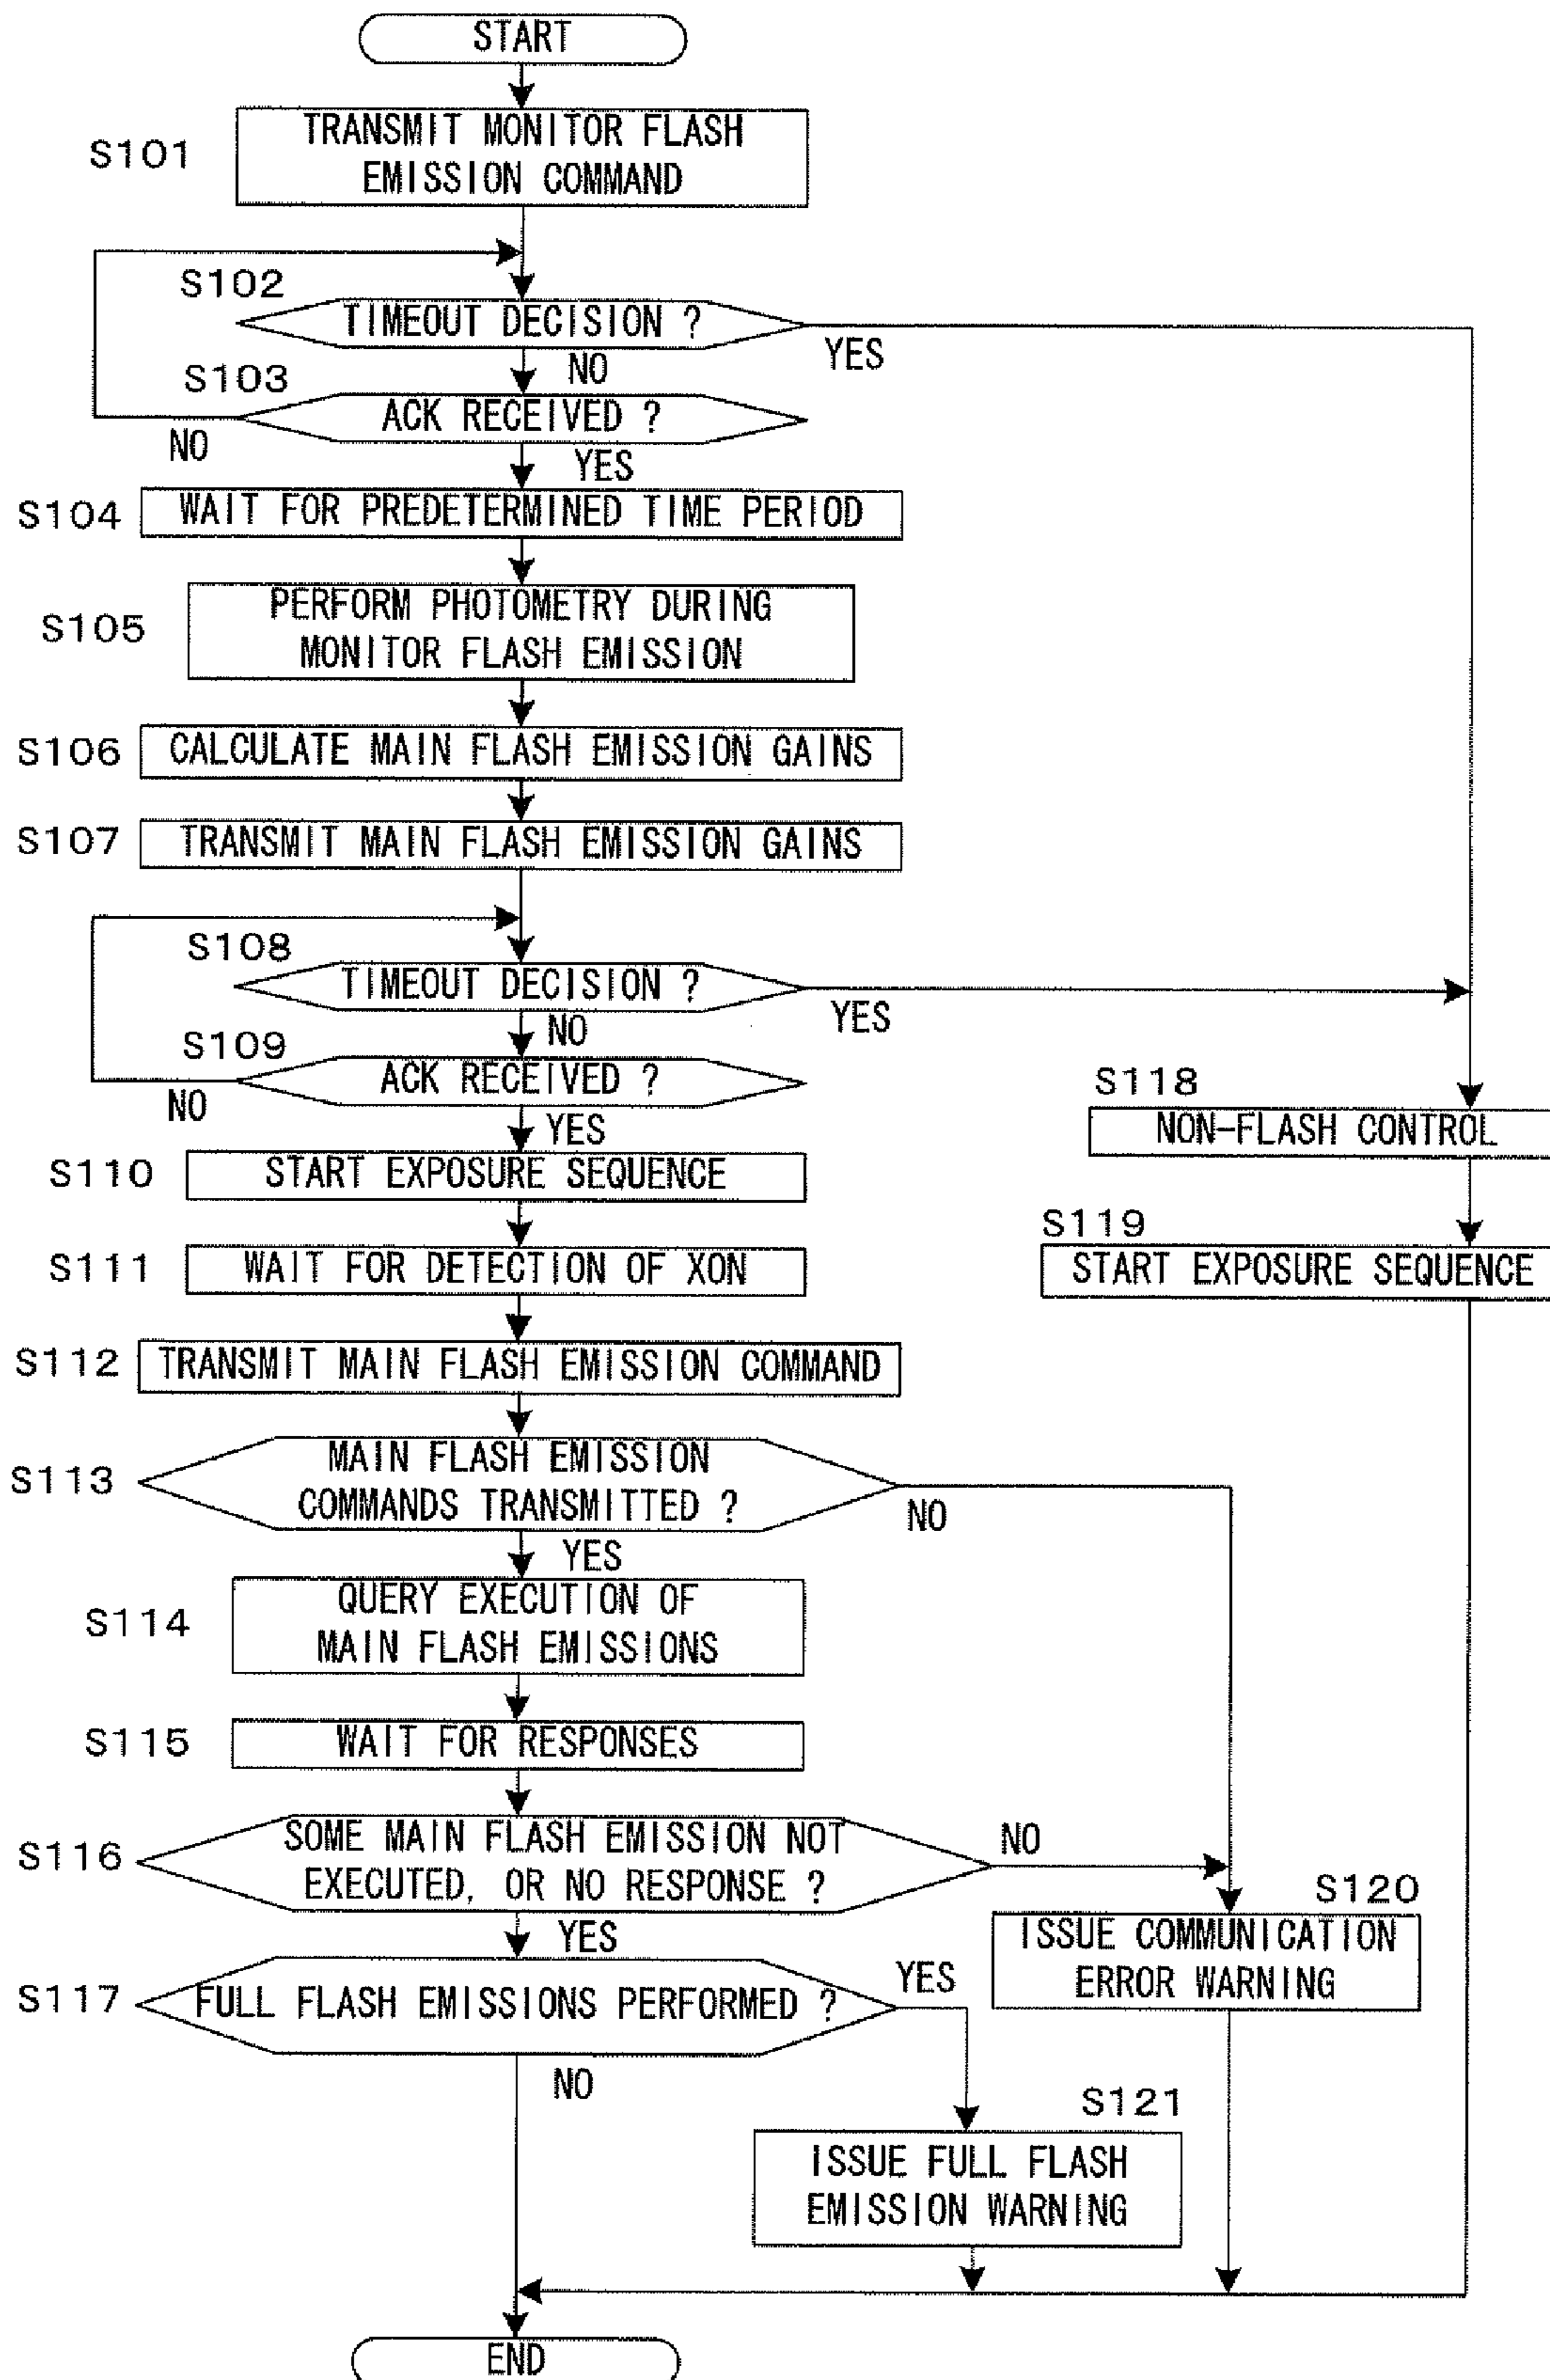 START
S101
TRANSMIT MONITOR FLASH
EMISSION COMMAND
S102
TIMEOUT DECISION ?
YES
NO
S103
ACK RECEIVED ?
NO
YES
S104
WAIT FOR PREDETERMINED TIME PERIOD
S105
PERFORM PHOTOMETRY DURING
MONITOR FLASH EMISSION
S106
CALCULATE MAIN FLASH EMISSION GAINS
S107
TRANSMIT MAIN FLASH EMISSION GAINS
S108
TIMEOUT DECISION ?
YES
NO
S109
ACK RECEIVED ?
NO
YES
S118
NON-FLASH CONTROL
S110
START EXPOSURE SEQUENCE
S119
START EXPOSURE SEQUENCE
S111
WAIT FOR DETECTION OF XON
S112
TRANSMIT MAIN FLASH EMISSION COMMAND
S113
MAIN FLASH EMISSION
COMMANDS TRANSMITTED ?
NO
YES
S114
QUERY EXECUTION OF
MAIN FLASH EMISSIONS
S115
WAIT FOR RESPONSES
S116
SOME MAIN FLASH EMISSION NOT
EXECUTED, OR NO RESPONSE ?
NO
YES
S120
ISSUE COMMUNICATION
ERROR WARNING
S117
FULL FLASH EMISSIONS PERFORMED ?
YES
NO
S121
ISSUE FULL FLASH
EMISSION WARNING
END